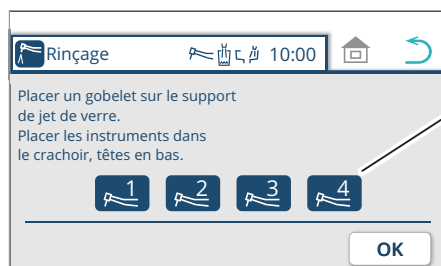 Rinçage 10:00
Placer un gobelet sur le support
de jet de verre.
Placer les instruments dans
le crachoir, têtes en bas.
1 2 3 4
OK